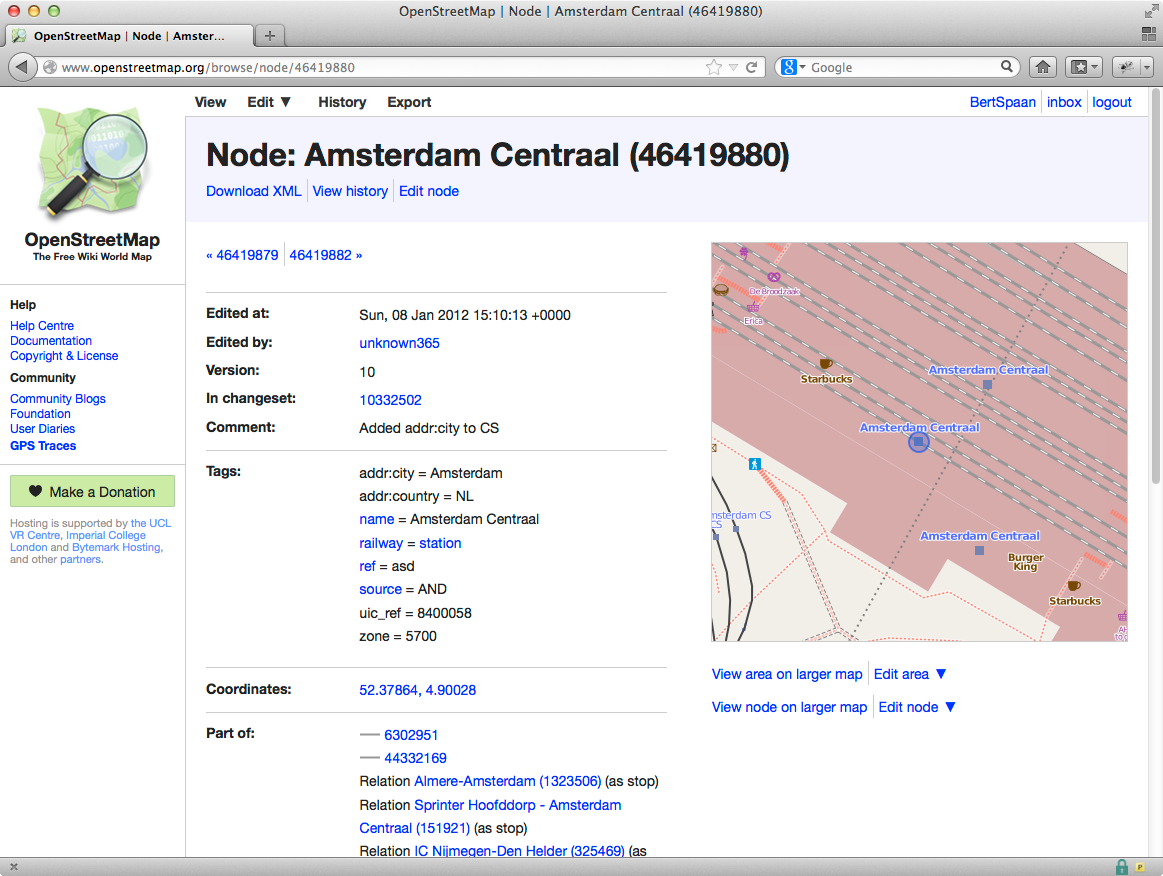 OpenStreetMap | Node | Amsterdam Centraal (46419880)
OpenStreetMap | Node | Amster...
www.openstreetmap.org/browse/node/46419880
Google
View Edit ▼ History Export
BertSpaan inbox logout
OpenStreetMap
The Free Wiki World Map
Help
Help Centre
Documentation
Copyright & License
Community
Community Blogs
Foundation
User Diaries
GPS Traces
Make a Donation
Hosting is supported by the UCL
VR Centre, Imperial College
London and Bytemark Hosting,
and other partners.
Node: Amsterdam Centraal (46419880)
Download XML View history Edit node
« 46419879 46419882 »
Edited at: Sun, 08 Jan 2012 15:10:13 +0000
Edited by: unknown365
Version: 10
In changeset: 10332502
Comment: Added addr:city to CS
Tags: addr:city = Amsterdam
addr:country = NL
name = Amsterdam Centraal
railway = station
ref = asd
source = AND
uic_ref = 8400058
zone = 5700
Coordinates: 52.37864, 4.90028
Part of: 6302951
44332169
Relation Almere-Amsterdam (1323506) (as stop)
Relation Sprinter Hoofddorp - Amsterdam
Centraal (151921) (as stop)
Relation IC Nijmegen-Den Helder (325469) (as
De Broodzaak
Erica
Starbucks
Amsterdam Centraal
Amsterdam Centraal
msterdam CS
CS
Amsterdam Centraal
Burger
King
Starbucks
View area on larger map Edit area ▼
View node on larger map Edit node ▼